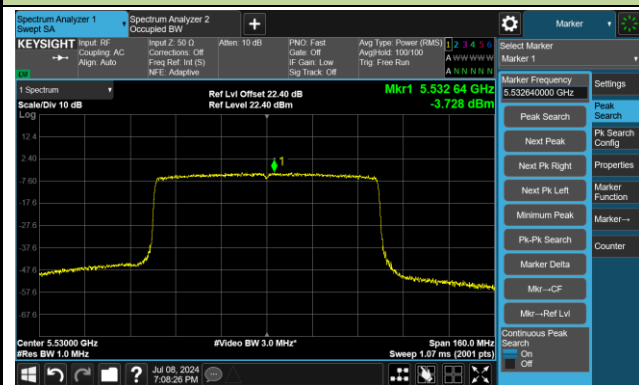 Spectrum Analyzer 1
Swept SA
Spectrum Analyzer 2
Occupied BW
Marker
KEYSIGHT
Input: RF
Coupling: AC
Align: Auto
Input Z: 50 Ω
Corrections: Off
Freq Ref: Int (S)
NFE: Adaptive
Atten: 10 dB
PNO: Fast
Gate: Off
IF Gain: Low
Sig Track: Off
Avg Type: Power (RMS)
Avg|Hold: 100/100
Trig: Free Run
1 2 3 4 5 6
A W W W W W
A N N N N N
Select Marker
Marker 1
1 Spectrum
Scale/Div 10 dB
Log
Ref Lvl Offset 22.40 dB
Ref Level 22.40 dBm
Mkr1 5.532 64 GHz
-3.728 dBm
12.4
2.40
-7.60
-17.6
-27.6
-37.6
-47.6
-57.6
-67.6
1
Center 5.53000 GHz
#Res BW 1.0 MHz
#Video BW 3.0 MHz*
Span 160.0 MHz
Sweep 1.07 ms (2001 pts)
Marker Frequency
5.532640000 GHz
Peak Search
Next Peak
Next Pk Right
Next Pk Left
Minimum Peak
Pk-Pk Search
Marker Delta
Mkr→CF
Mkr→Ref Lvl
Continuous Peak
Search
On
Off
Settings
Peak
Search
Pk Search
Config
Properties
Marker
Function
Marker→
Counter
Jul 08, 2024
7:08:26 PM